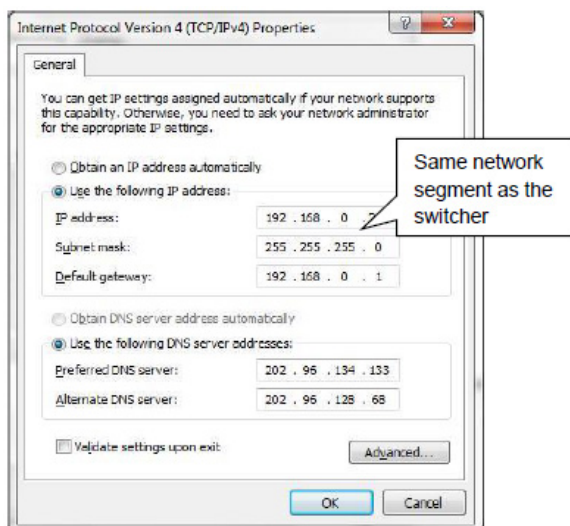 Internet Protocol Version 4 (TCP/IPv4) Properties
General
You can get IP settings assigned automatically if your network supports
this capability. Otherwise, you need to ask your network administrator
for the appropriate IP settings.
Obtain an IP address automatically
Use the following IP address:
IP address:
192 . 168 . 0 .
Same network
segment as the
switcher
Subnet mask:
255 . 255 . 255 . 0
Default gateway:
192 . 168 . 0 . 1
Obtain DNS server address automatically
Use the following DNS server addresses:
Preferred DNS server:
202 . 96 . 134 . 133
Alternate DNS server:
202 . 96 . 128 . 68
Validate settings upon exit
Advanced...
OK
Cancel